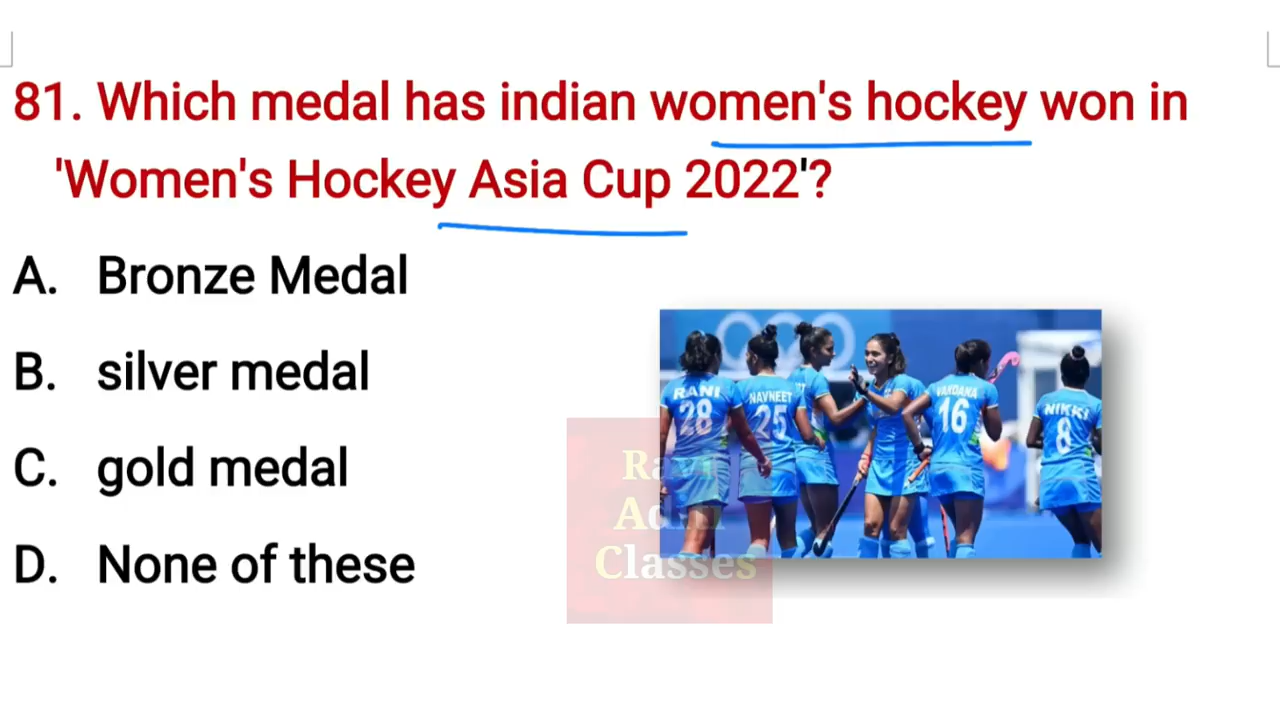 81. Which medal has indian women's hockey won in
'Women's Hockey Asia Cup 2022'?
A. Bronze Medal
B. silver medal
C. gold medal
D. None of these
RANI
28
NAVNEET
25
VANDANA
16
NIKKI
8
Classes